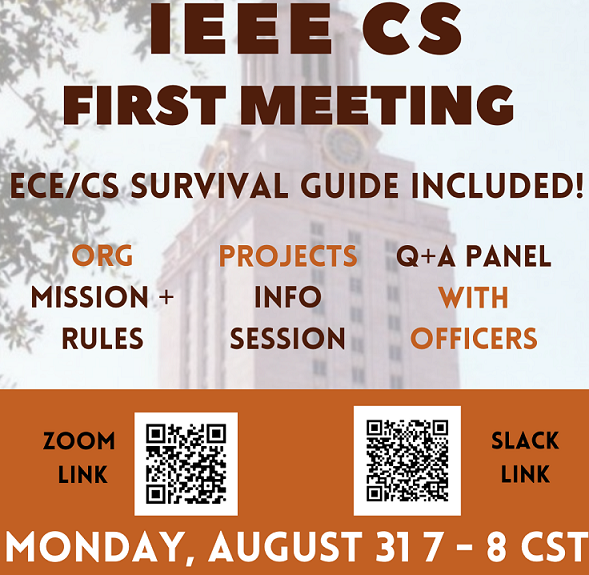 IEEE CS
FIRST MEETING
ECE/CS SURVIVAL GUIDE INCLUDED!
ORG
MISSION +
RULES
PROJECTS
INFO
SESSION
Q+A PANEL
WITH
OFFICERS
ZOOM
LINK
SLACK
LINK
MONDAY, AUGUST 31 7 - 8 CST